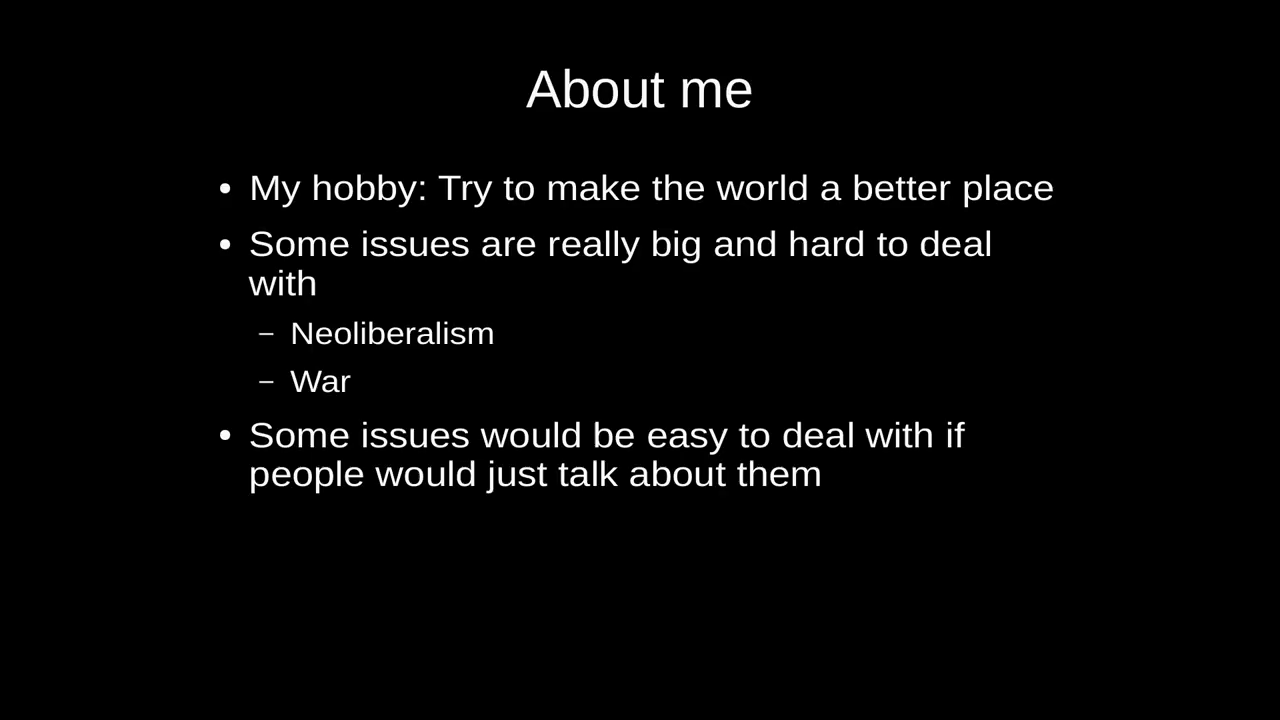 About me
• My hobby: Try to make the world a better place
• Some issues are really big and hard to deal
with
– Neoliberalism
– War
• Some issues would be easy to deal with if
people would just talk about them